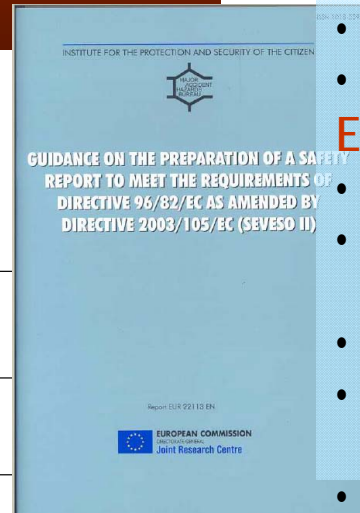 INSTITUTE FOR THE PROTECTION AND SECURITY OF THE CITIZEN
MAJOR
ACCIDENT
HAZARDS
BUREAU
E
GUIDANCE ON THE PREPARATION OF A SAFETY
REPORT TO MEET THE REQUIREMENTS OF
DIRECTIVE 96/82/EC AS AMENDED BY
DIRECTIVE 2003/105/EC (SEVESO II)
Report EUR 22113 EN
EUROPEAN COMMISSION
DIRECTORATE-GENERAL
Joint Research Centre